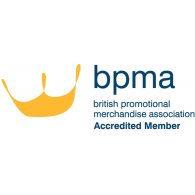 bpma
british promotional
merchandise association
Accredited Member